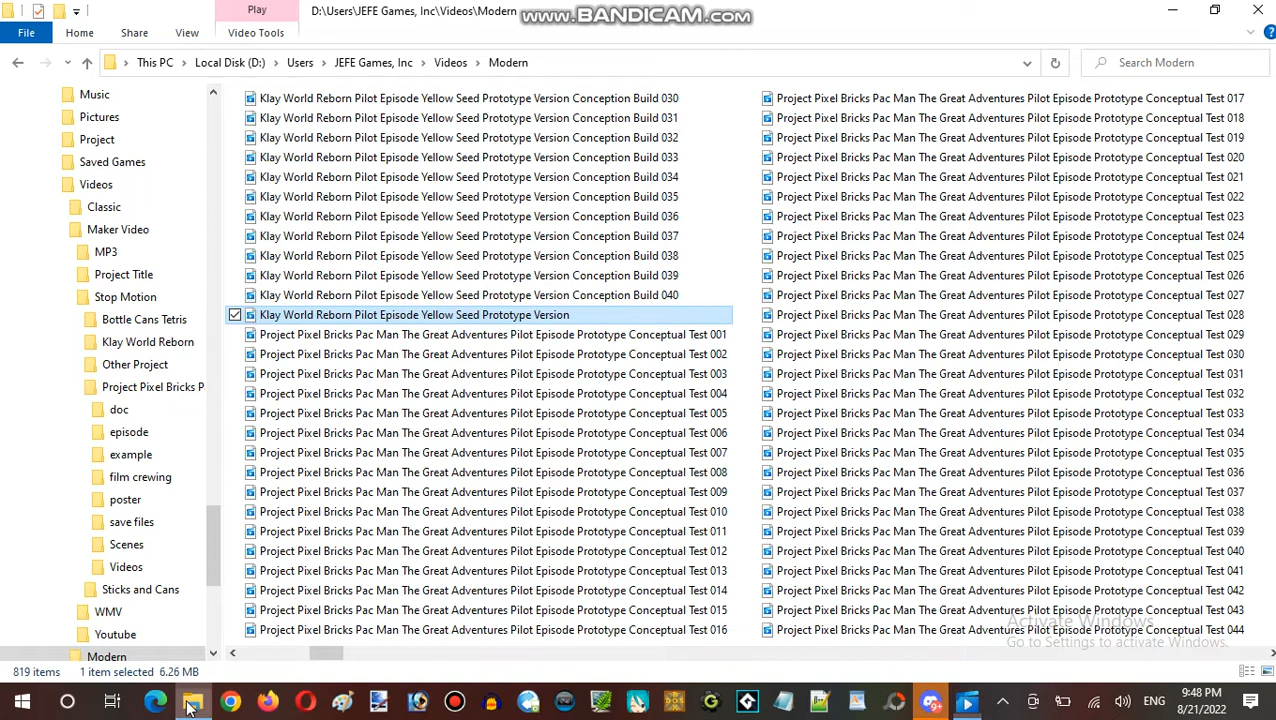 Play
D:\Users\JEFE Games, Inc\Videos\Modern
www.BANDICAM.com
File
Home
Share
View
Video Tools
This PC
Local Disk (D:)
Users
JEFE Games, Inc
Videos
Modern
Search Modern
Music
Pictures
Project
Saved Games
Videos
Classic
Maker Video
MP3
Project Title
Stop Motion
Bottle Cans Tetris
Klay World Reborn
Other Project
Project Pixel Bricks P
doc
episode
example
film crewing
poster
save files
Scenes
Videos
Sticks and Cans
WMV
Youtube
Modern
Klay World Reborn Pilot Episode Yellow Seed Prototype Version Conception Build 030
Klay World Reborn Pilot Episode Yellow Seed Prototype Version Conception Build 031
Klay World Reborn Pilot Episode Yellow Seed Prototype Version Conception Build 032
Klay World Reborn Pilot Episode Yellow Seed Prototype Version Conception Build 033
Klay World Reborn Pilot Episode Yellow Seed Prototype Version Conception Build 034
Klay World Reborn Pilot Episode Yellow Seed Prototype Version Conception Build 035
Klay World Reborn Pilot Episode Yellow Seed Prototype Version Conception Build 036
Klay World Reborn Pilot Episode Yellow Seed Prototype Version Conception Build 037
Klay World Reborn Pilot Episode Yellow Seed Prototype Version Conception Build 038
Klay World Reborn Pilot Episode Yellow Seed Prototype Version Conception Build 039
Klay World Reborn Pilot Episode Yellow Seed Prototype Version Conception Build 040
Klay World Reborn Pilot Episode Yellow Seed Prototype Version
Project Pixel Bricks Pac Man The Great Adventures Pilot Episode Prototype Conceptual Test 001
Project Pixel Bricks Pac Man The Great Adventures Pilot Episode Prototype Conceptual Test 002
Project Pixel Bricks Pac Man The Great Adventures Pilot Episode Prototype Conceptual Test 003
Project Pixel Bricks Pac Man The Great Adventures Pilot Episode Prototype Conceptual Test 004
Project Pixel Bricks Pac Man The Great Adventures Pilot Episode Prototype Conceptual Test 005
Project Pixel Bricks Pac Man The Great Adventures Pilot Episode Prototype Conceptual Test 006
Project Pixel Bricks Pac Man The Great Adventures Pilot Episode Prototype Conceptual Test 007
Project Pixel Bricks Pac Man The Great Adventures Pilot Episode Prototype Conceptual Test 008
Project Pixel Bricks Pac Man The Great Adventures Pilot Episode Prototype Conceptual Test 009
Project Pixel Bricks Pac Man The Great Adventures Pilot Episode Prototype Conceptual Test 010
Project Pixel Bricks Pac Man The Great Adventures Pilot Episode Prototype Conceptual Test 011
Project Pixel Bricks Pac Man The Great Adventures Pilot Episode Prototype Conceptual Test 012
Project Pixel Bricks Pac Man The Great Adventures Pilot Episode Prototype Conceptual Test 013
Project Pixel Bricks Pac Man The Great Adventures Pilot Episode Prototype Conceptual Test 014
Project Pixel Bricks Pac Man The Great Adventures Pilot Episode Prototype Conceptual Test 015
Project Pixel Bricks Pac Man The Great Adventures Pilot Episode Prototype Conceptual Test 016
Project Pixel Bricks Pac Man The Great Adventures Pilot Episode Prototype Conceptual Test 017
Project Pixel Bricks Pac Man The Great Adventures Pilot Episode Prototype Conceptual Test 018
Project Pixel Bricks Pac Man The Great Adventures Pilot Episode Prototype Conceptual Test 019
Project Pixel Bricks Pac Man The Great Adventures Pilot Episode Prototype Conceptual Test 020
Project Pixel Bricks Pac Man The Great Adventures Pilot Episode Prototype Conceptual Test 021
Project Pixel Bricks Pac Man The Great Adventures Pilot Episode Prototype Conceptual Test 022
Project Pixel Bricks Pac Man The Great Adventures Pilot Episode Prototype Conceptual Test 023
Project Pixel Bricks Pac Man The Great Adventures Pilot Episode Prototype Conceptual Test 024
Project Pixel Bricks Pac Man The Great Adventures Pilot Episode Prototype Conceptual Test 025
Project Pixel Bricks Pac Man The Great Adventures Pilot Episode Prototype Conceptual Test 026
Project Pixel Bricks Pac Man The Great Adventures Pilot Episode Prototype Conceptual Test 027
Project Pixel Bricks Pac Man The Great Adventures Pilot Episode Prototype Conceptual Test 028
Project Pixel Bricks Pac Man The Great Adventures Pilot Episode Prototype Conceptual Test 029
Project Pixel Bricks Pac Man The Great Adventures Pilot Episode Prototype Conceptual Test 030
Project Pixel Bricks Pac Man The Great Adventures Pilot Episode Prototype Conceptual Test 031
Project Pixel Bricks Pac Man The Great Adventures Pilot Episode Prototype Conceptual Test 032
Project Pixel Bricks Pac Man The Great Adventures Pilot Episode Prototype Conceptual Test 033
Project Pixel Bricks Pac Man The Great Adventures Pilot Episode Prototype Conceptual Test 034
Project Pixel Bricks Pac Man The Great Adventures Pilot Episode Prototype Conceptual Test 035
Project Pixel Bricks Pac Man The Great Adventures Pilot Episode Prototype Conceptual Test 036
Project Pixel Bricks Pac Man The Great Adventures Pilot Episode Prototype Conceptual Test 037
Project Pixel Bricks Pac Man The Great Adventures Pilot Episode Prototype Conceptual Test 038
Project Pixel Bricks Pac Man The Great Adventures Pilot Episode Prototype Conceptual Test 039
Project Pixel Bricks Pac Man The Great Adventures Pilot Episode Prototype Conceptual Test 040
Project Pixel Bricks Pac Man The Great Adventures Pilot Episode Prototype Conceptual Test 041
Project Pixel Bricks Pac Man The Great Adventures Pilot Episode Prototype Conceptual Test 042
Project Pixel Bricks Pac Man The Great Adventures Pilot Episode Prototype Conceptual Test 043
Project Pixel Bricks Pac Man The Great Adventures Pilot Episode Prototype Conceptual Test 044
Activate Windows
Go to Settings to activate Windows.
819 items
1 item selected 6.26 MB
ENG
9:48 PM
8/21/2022